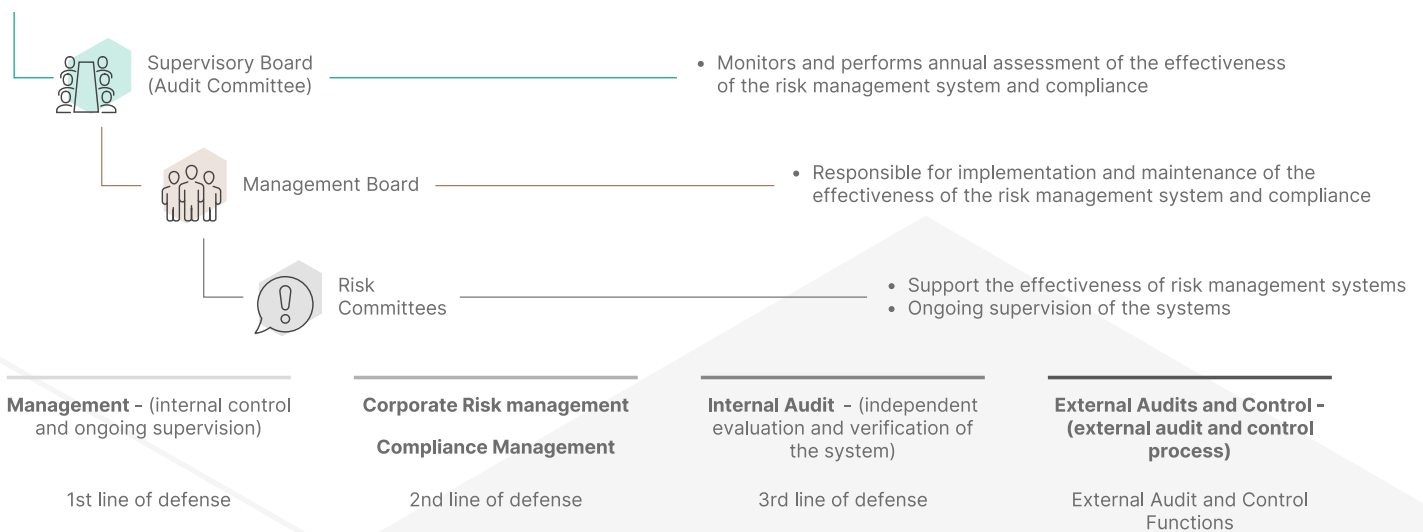 Supervisory Board
(Audit Committee)
• Monitors and performs annual assessment of the effectiveness
of the risk management system and compliance
Management Board
• Responsible for implementation and maintenance of the
effectiveness of the risk management system and compliance
Risk
Committees
• Support the effectiveness of risk management systems
• Ongoing supervision of the systems
Management - (internal control
and ongoing supervision)
1st line of defense
Corporate Risk management
Compliance Management
2nd line of defense
Internal Audit - (independent
evaluation and verification of
the system)
3rd line of defense
External Audits and Control -
(external audit and control
process)
External Audit and Control
Functions